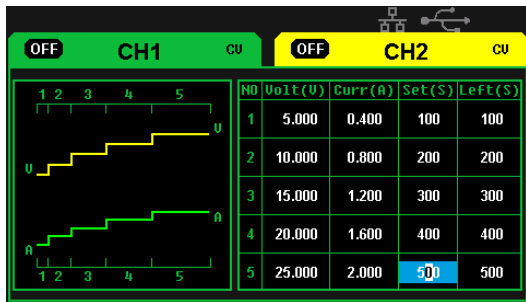 OFF CH1 CV OFF CH2 CV
1 2 3 4 5
V
V
A
A
1 2 3 4 5
NO Volt(V) Curr(A) Set(S) Left(S)
1 5.000 0.400 100 100
2 10.000 0.800 200 200
3 15.000 1.200 300 300
4 20.000 1.600 400 400
5 25.000 2.000 500 500